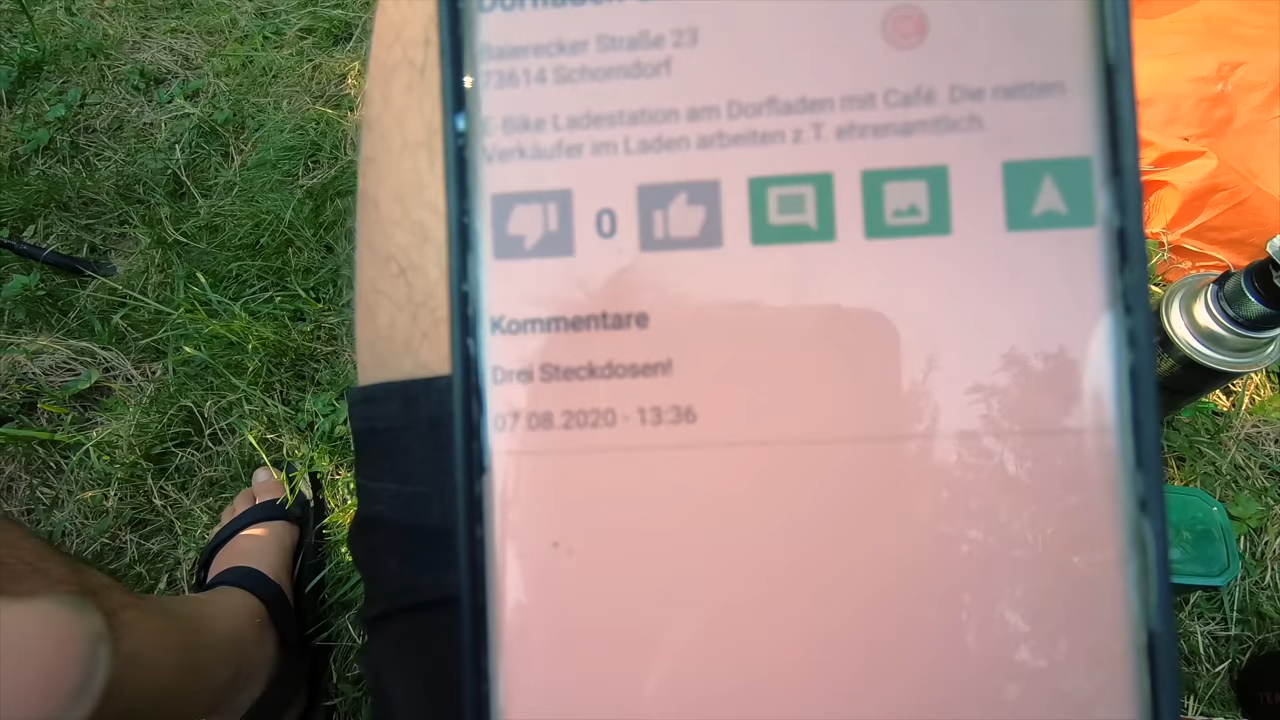 Dorfladen
Baierecker Straße 23
73614 Schorndorf
E Bike Ladestation am Dorfladen mit Café. Die netten
Verkäufer im Laden arbeiten z T. ehrenamtlich.
0
Kommentare
Drei Steckdosen!
07.08.2020 - 13:36